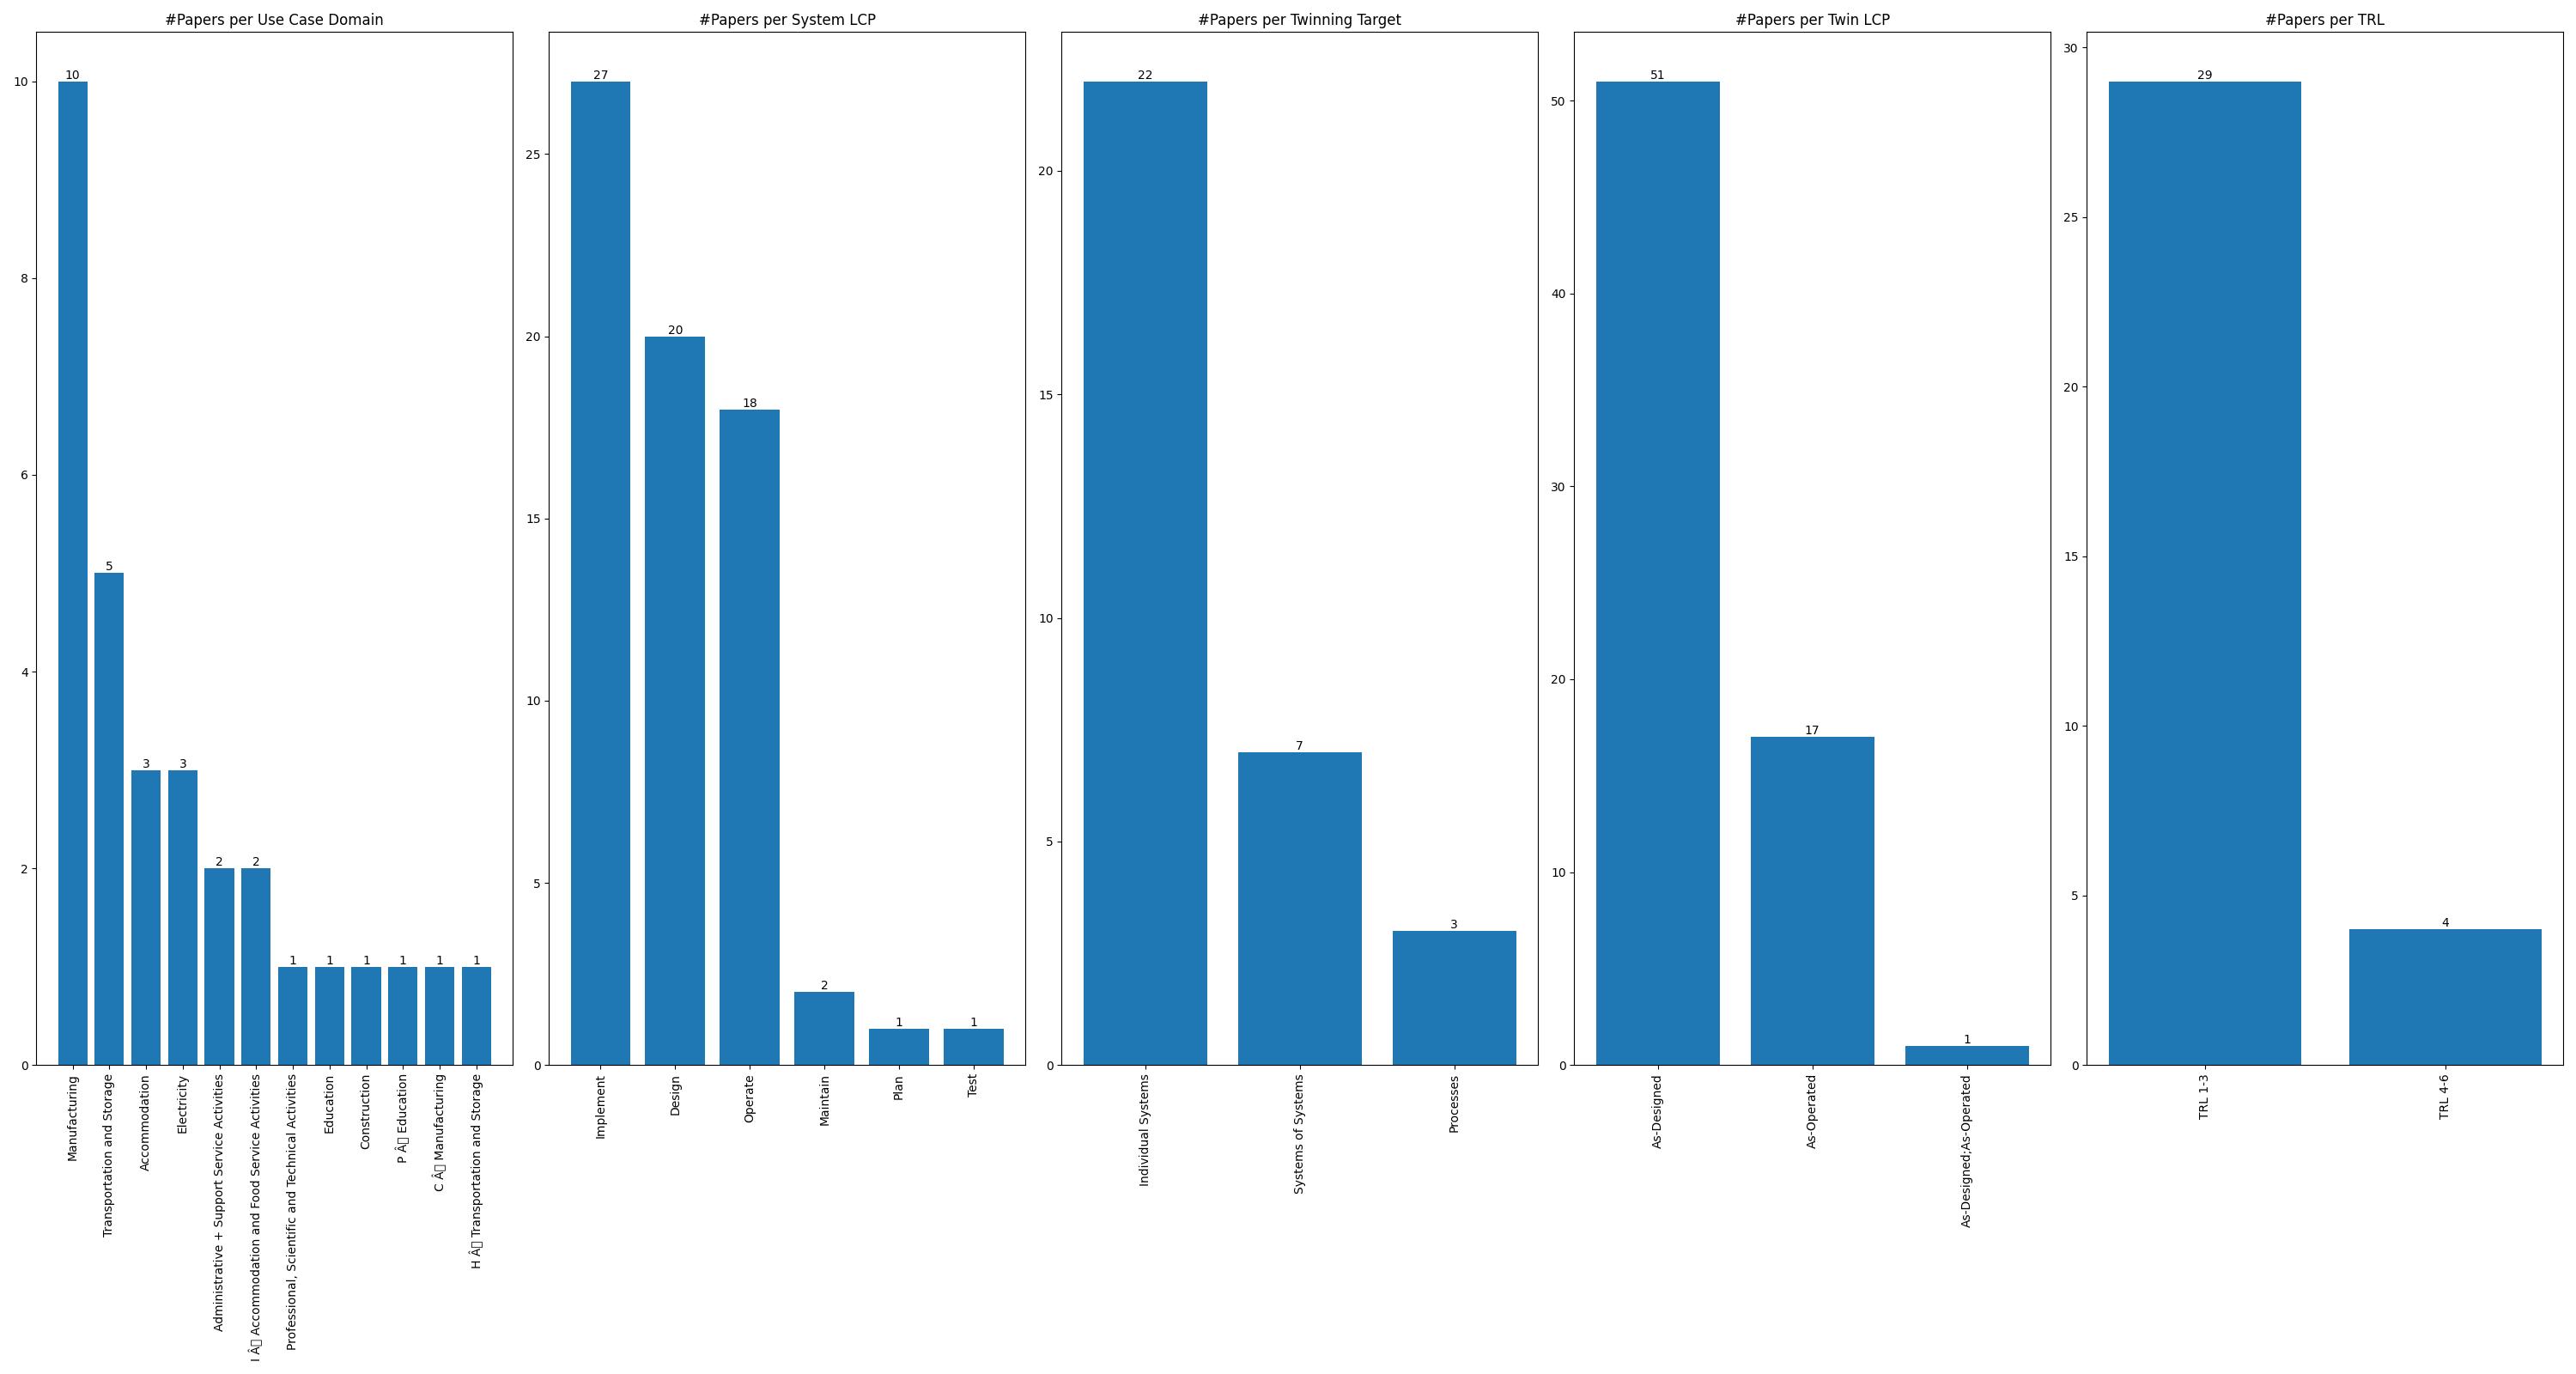 #Papers per Use Case Domain
10
8
6
4
2
0
10
5
3
3
2
2
1
1
1
1
1
1
Manufacturing
Transportation and Storage
Accommodation
Electricity
Administrative + Support Service Activities
I Â Accommodation and Food Service Activities
Professional, Scientific and Technical Activities
Education
Construction
P Â Education
C Â Manufacturing
H Â Transportation and Storage
#Papers per System LCP
25
20
15
10
5
0
27
20
18
2
1
1
Implement
Design
Operate
Maintain
Plan
Test
#Papers per Twinning Target
20
15
10
5
0
22
7
3
Individual Systems
Systems of Systems
Processes
#Papers per Twin LCP
50
40
30
20
10
0
51
17
1
As-Designed
As-Operated
As-Designed;As-Operated
#Papers per TRL
30
25
20
15
10
5
0
29
4
TRL 1-3
TRL 4-6